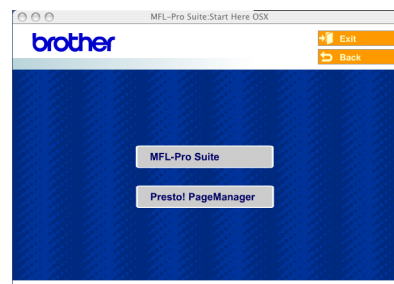 MFL-Pro Suite:Start Here OSX
brother
Exit
Back
MFL-Pro Suite
Presto! PageManager